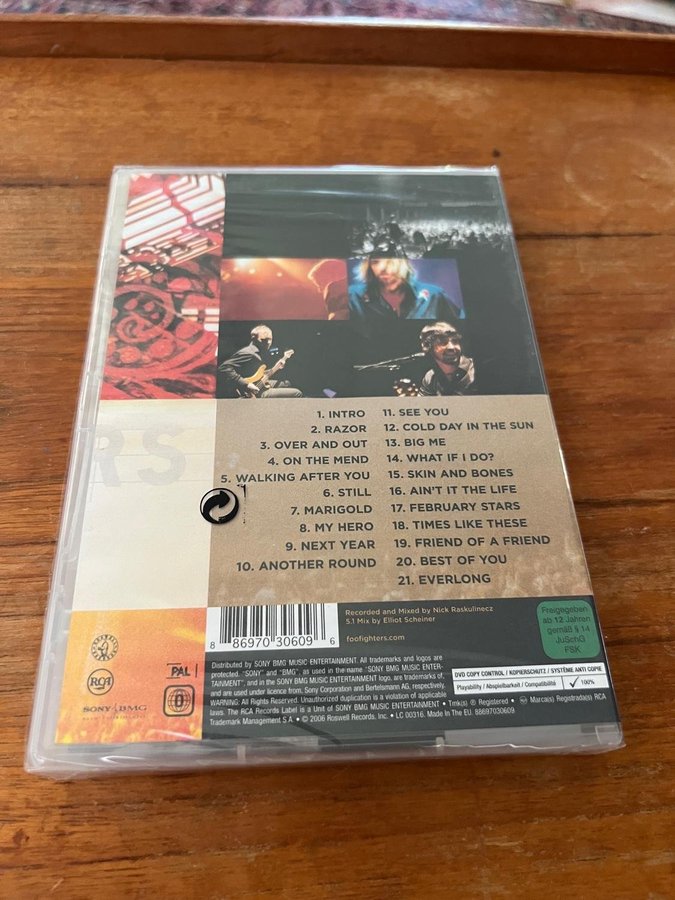 RS
1. INTRO
2. RAZOR
3. OVER AND OUT
4. ON THE MEND
5. WALKING AFTER YOU
6. STILL
7. MARIGOLD
8. MY HERO
9. NEXT YEAR
10. ANOTHER ROUND
11. SEE YOU
12. COLD DAY IN THE SUN
13. BIG ME
14. WHAT IF I DO?
15. SKIN AND BONES
16. AIN'T IT THE LIFE
17. FEBRUARY STARS
18. TIMES LIKE THESE
19. FRIEND OF A FRIEND
20. BEST OF YOU
21. EVERLONG
8 86970 30609 6
Recorded and Mixed by Nick Raskulinecz
5.1 Mix by Elliot Scheiner
foofighters.com
Freigegeben
ab 12 Jahren
gemäß § 14
JuSchG
FSK
RCA
SONY BMG
MUSIC ENTERTAINMENT
PAL
0
Distributed by SONY BMG MUSIC ENTERTAINMENT. All trademarks and logos are
protected. "SONY" and "BMG", as used in the name "SONY BMG MUSIC ENTER-
TAINMENT", and in the SONY BMG MUSIC ENTERTAINMENT logo, are trademarks of,
and are used under licence from, Sony Corporation and Bertelsmann AG, respectively.
WARNING: All Rights Reserved. Unauthorized duplication is a violation of applicable
laws. The RCA Records Label is a Unit of SONY BMG MUSIC ENTERTAINMENT • Tmk(s) ® Registered • Marca(s) Registrada(s) RCA
Trademark Management S.A. • © 2006 Roswell Records, Inc. • LC 00316. Made In The EU. 88697030609
DVD COPY CONTROL / KOPIERSCHUTZ / SYSTÈME ANTI COPIE
Playability / Abspielbarkeit / Compatibilité
100%